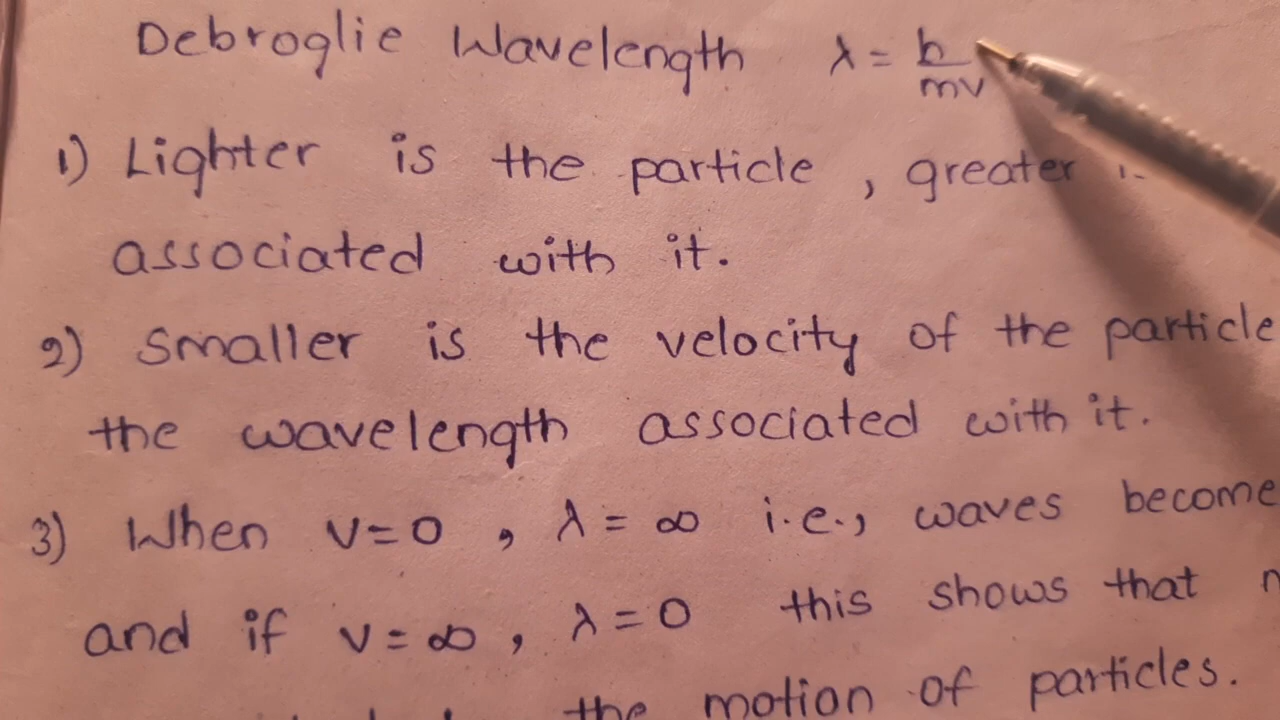 Debroglie Wavelength λ = h/mv
1) Lighter is the particle, greater
associated with it.
2) Smaller is the velocity of the particle
the wavelength associated with it.
3) When v=0, λ = ∞ i.e., waves become
and if v=∞, λ=0 this shows that
the motion of particles.